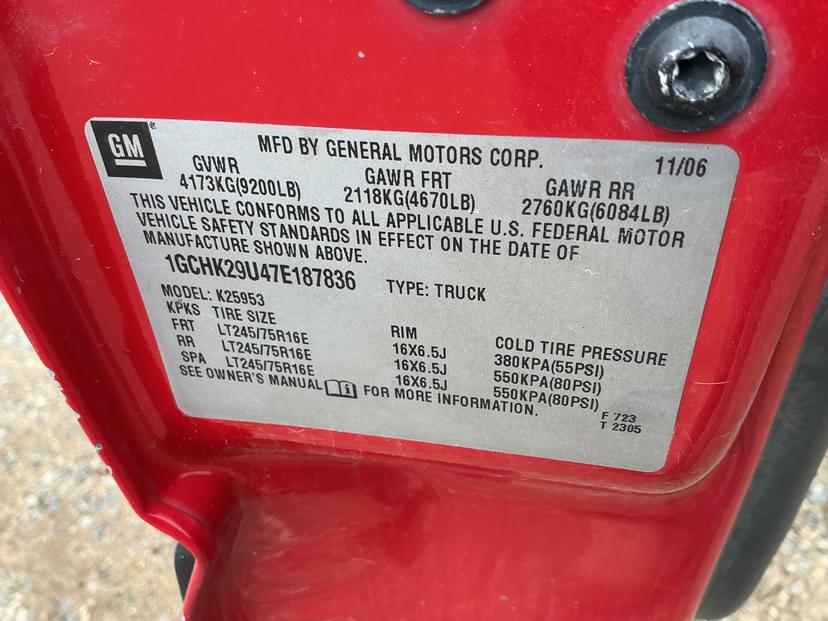 GM
MFD BY GENERAL MOTORS CORP. 11/06
GVWR GAWR FRT GAWR RR
4173KG(9200LB) 2118KG(4670LB) 2760KG(6084LB)
THIS VEHICLE CONFORMS TO ALL APPLICABLE U.S. FEDERAL MOTOR
VEHICLE SAFETY STANDARDS IN EFFECT ON THE DATE OF
MANUFACTURE SHOWN ABOVE.
1GCHK29U47E187836 TYPE: TRUCK
MODEL: K25953
KPKS TIRE SIZE RIM COLD TIRE PRESSURE
FRT LT245/75R16E 16X6.5J 380KPA(55PSI)
RR LT245/75R16E 16X6.5J 550KPA(80PSI)
SPA LT245/75R16E 16X6.5J 550KPA(80PSI)
SEE OWNER'S MANUAL FOR MORE INFORMATION.
F 723
T 2305